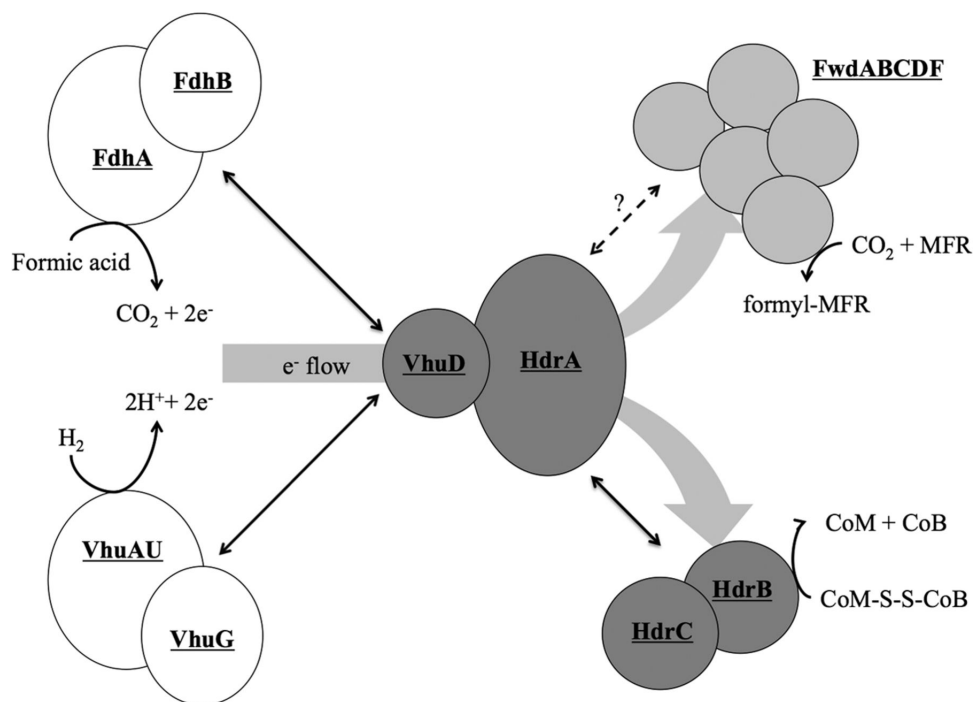 FdhB
FwdABCDF
FdhA
?
Formic acid
CO₂ + MFR
CO₂ + 2e⁻
formyl-MFR
e⁻ flow
VhuD
HdrA
2H⁺+ 2e⁻
H₂
CoM + CoB
VhuAU
HdrB
CoM-S-S-CoB
HdrC
VhuG